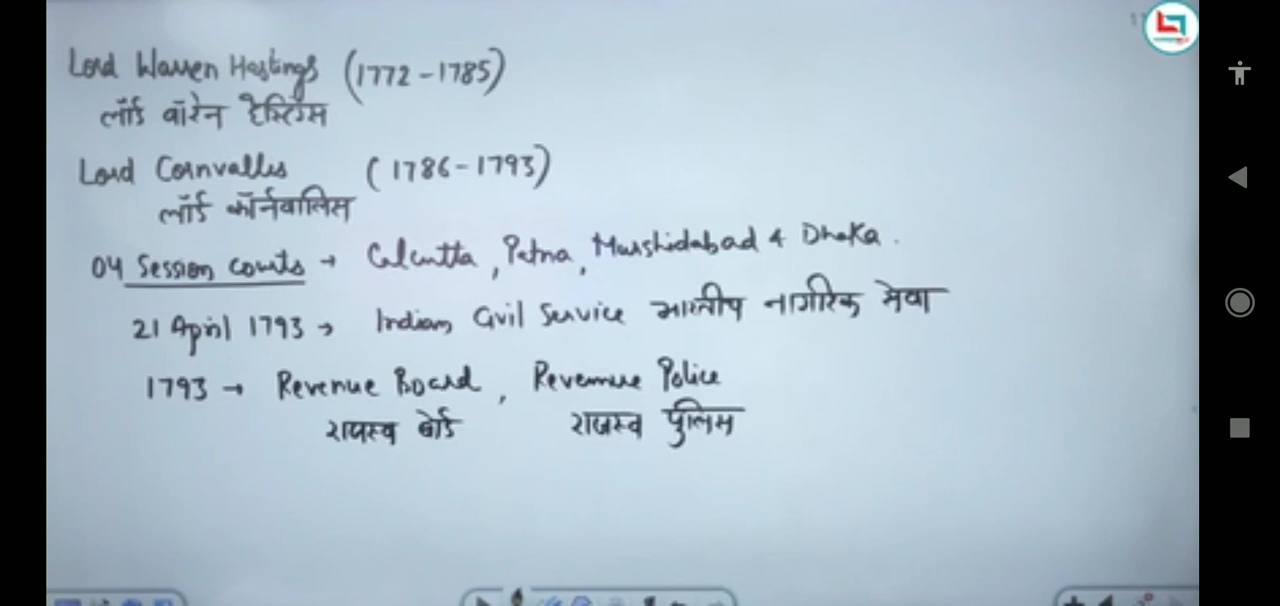 Lord Warren Hastings (1772-1785)
लॉर्ड वॉरेन हेस्टिंग्स
Lord Cornvallis (1786-1793)
लॉर्ड कॉर्नवालिस
04 Session courts → Calcutta, Patna, Murshidabad & Dhaka.
21 April 1793 → Indian Civil Service भारतीय नागरिक सेवा
1793 → Revenue Board, Revenue Police
राजस्व बोर्ड राजस्व पुलिस